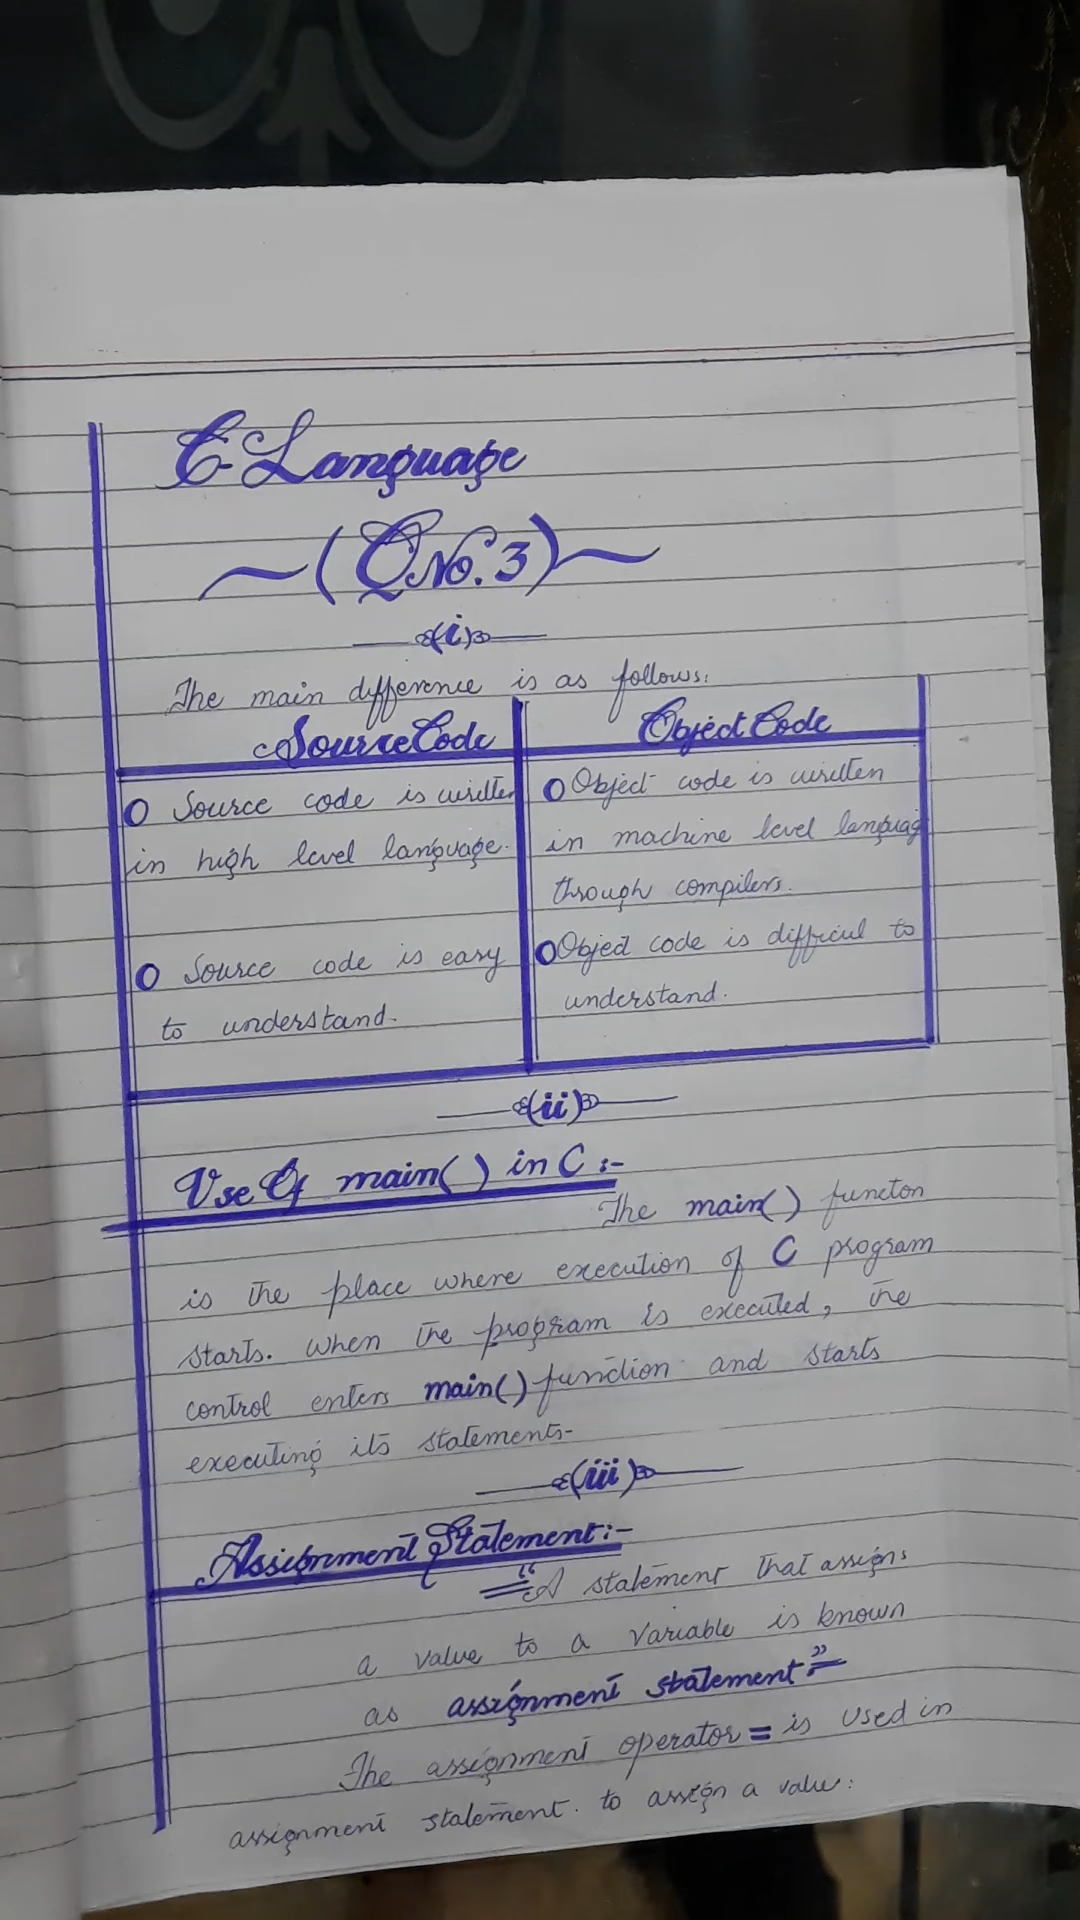 C-Language
(Q No. 3)
(i)
The main difference is as follows:
Source Code
Object Code
Source code is written
in high level language.
Source code is easy
to understand.
Object code is written
in machine level languag
through compilers.
Object code is difficul to
understand.
(ii)
Use Of main( ) in C :-
The main( ) functon
is the place where execution of C program
starts. When the program is executed, the
control enters main( ) function and starts
executing its statements-
(iii)
Assignment Statement:-
"A statement that assigns
a value to a variable is known
as assignment statement"
The assignment operator = is used in
assignment statement. to assign a value: